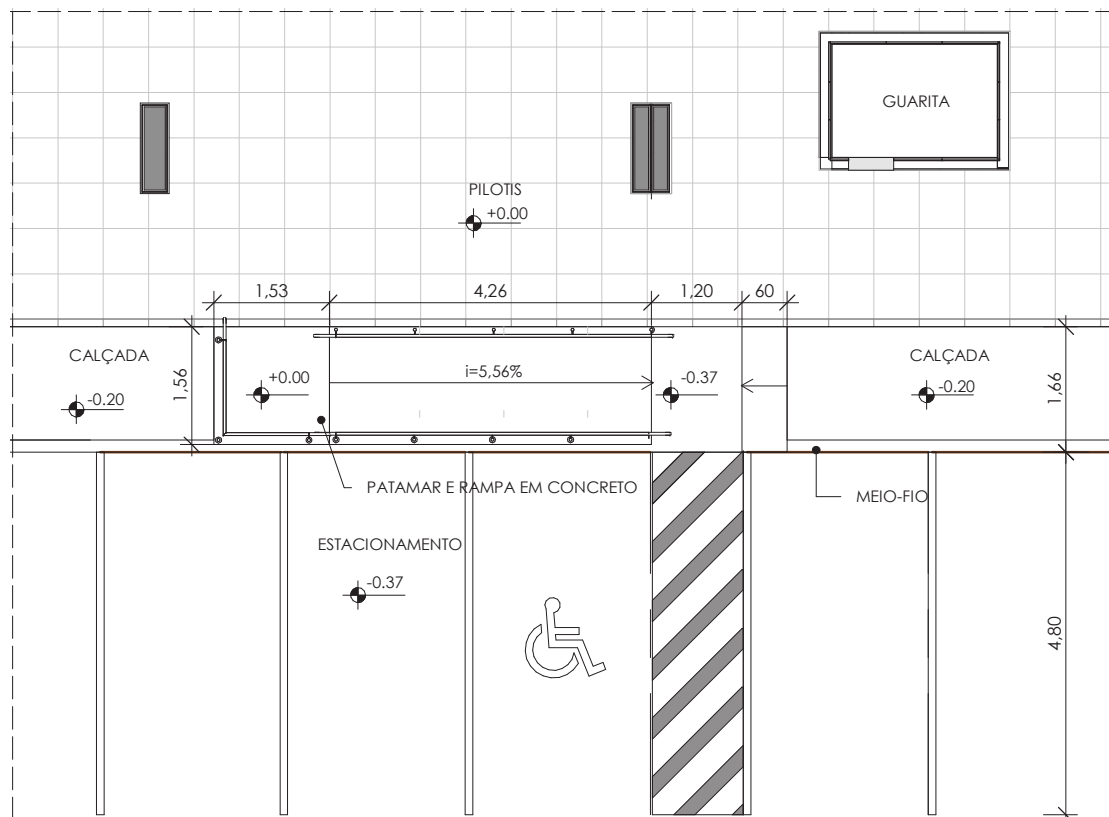 GUARITA
PILOTIS
+0.00
1,53
4,26
1,20
60
CALÇADA
-0.20
1,56
+0.00
i=5,56%
-0.37
CALÇADA
-0.20
1,66
PATAMAR E RAMPA EM CONCRETO
MEIO-FIO
ESTACIONAMENTO
-0.37
4,80